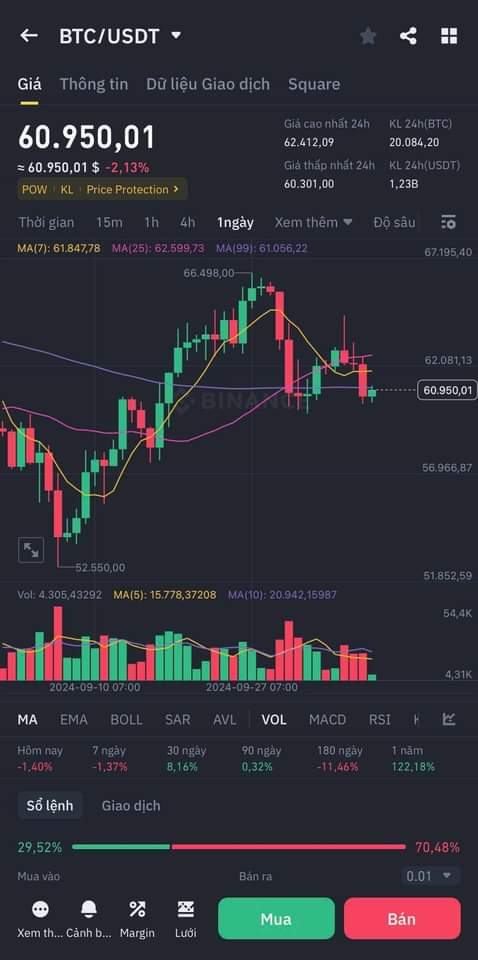 BTC/USDT
Giá Thông tin Dữ liệu Giao dịch Square
60.950,01
≈ 60.950,01 $ -2,13%
POW KL Price Protection
Giá cao nhất 24h KL 24h(BTC)
62.412,09 20.084,20
Giá thấp nhất 24h KL 24h(USDT)
60.301,00 1,23B
Thời gian 15m 1h 4h 1ngày Xem thêm Độ sâu
MA(7): 61.847,78 MA(25): 62.599,73 MA(99): 61.056,22
67.195,40
66.498,00
62.081,13
60.950,01
BINANCE
56.966,87
52.550,00
51.852,59
Vol: 4.305,43292 MA(5): 15.778,37208 MA(10): 20.942,15987
54,4K
4,31K
2024-09-10 07:00 2024-09-27 07:00
MA EMA BOLL SAR AVL VOL MACD RSI
Hôm nay 7 ngày 30 ngày 90 ngày 180 ngày 1 năm
-1,40% -1,37% 8,16% 0,32% -11,46% 122,18%
Sổ lệnh Giao dịch
29,52% 70,48%
Mua vào Bán ra 0.01
Xem th... Cảnh b... Margin Lưới
Mua Bán